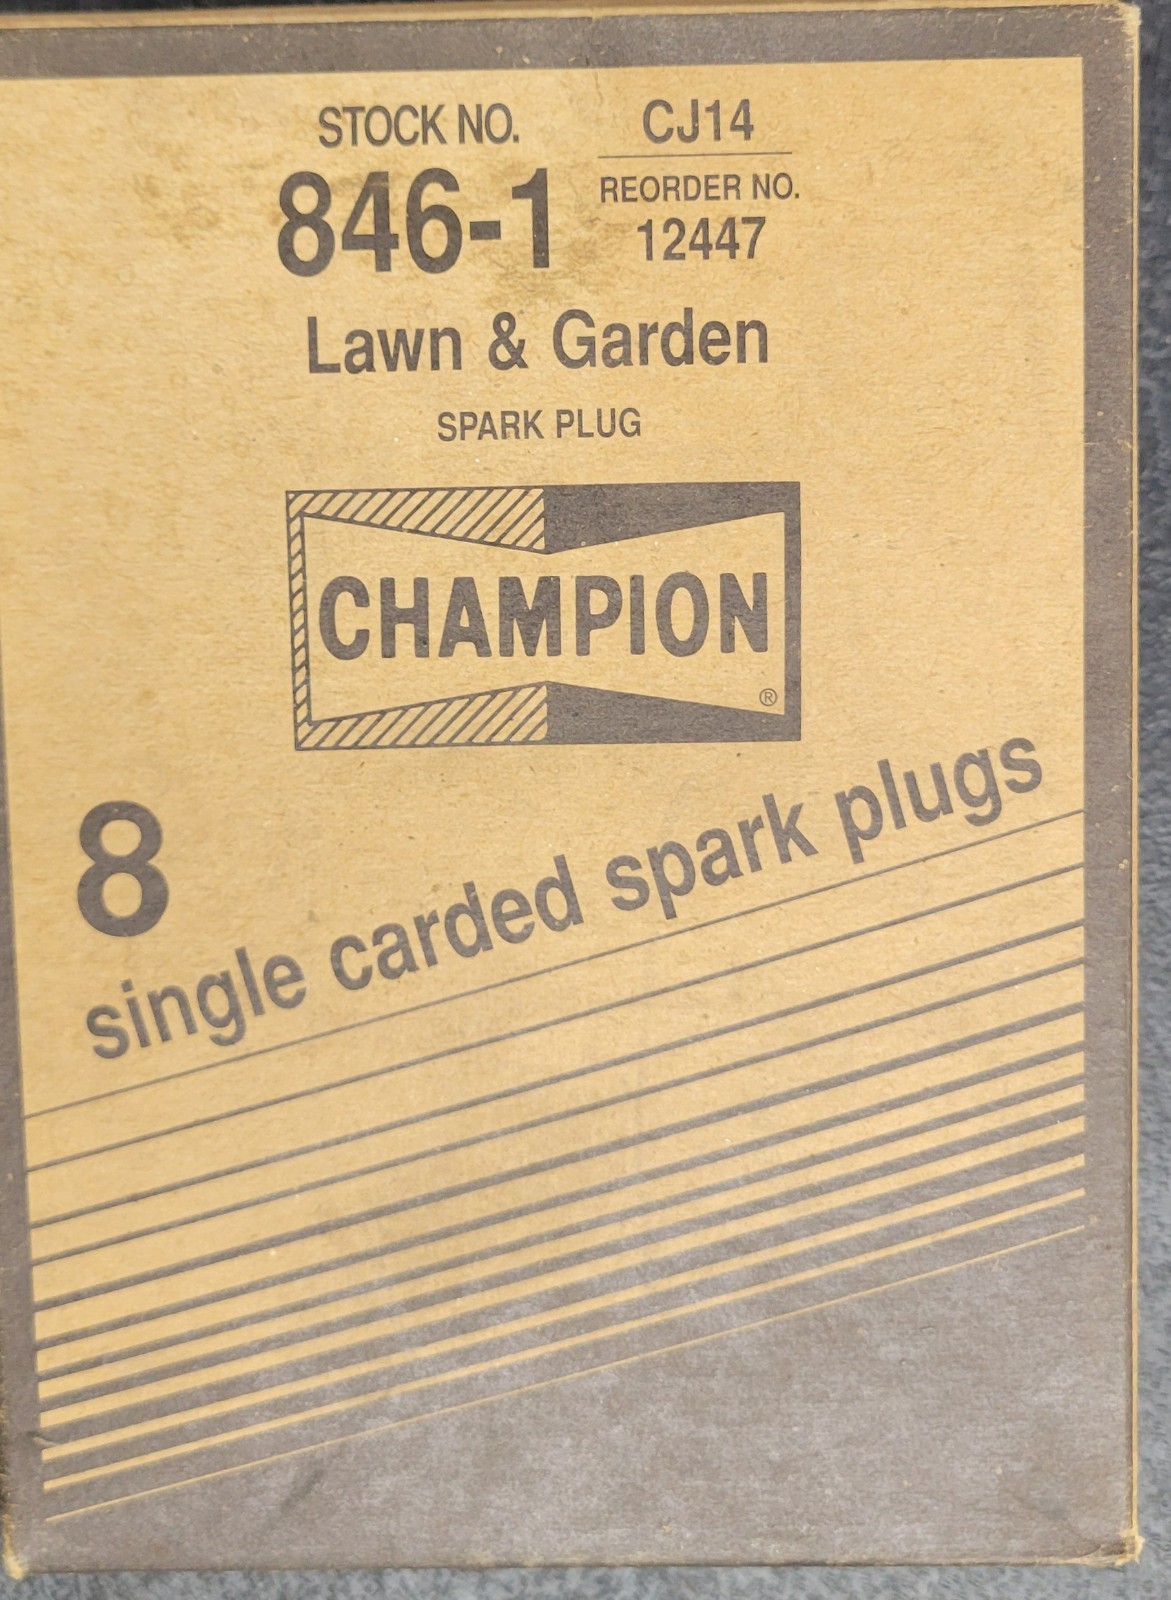 STOCK NO.
846-1
CJ14
REORDER NO.
12447
Lawn & Garden
SPARK PLUG
CHAMPION
®
8
single carded spark plugs